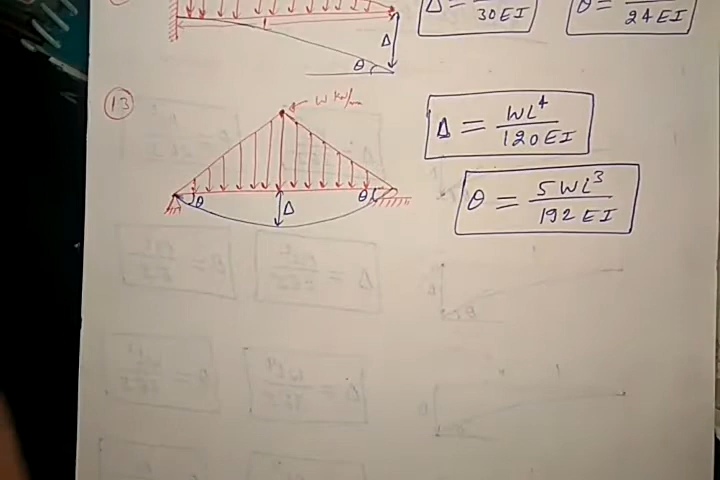 Δ =
30EI
θ =
24EI
Δ
θ
13
W kN/m
Δ = WL⁴/120EI
θ
Δ
θ
θ = 5WL³/192EI